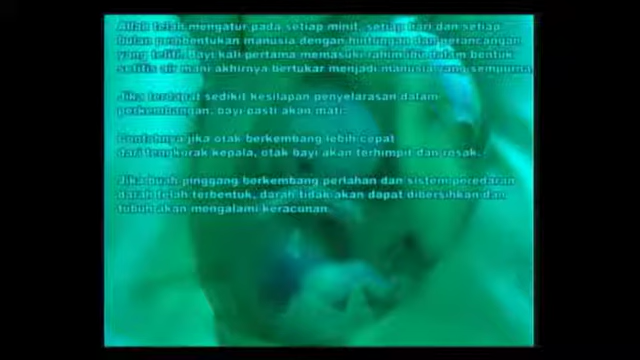 Allah telah mengatur pada setiap minit, setiap hari dan setiap
bulan pembentukan manusia dengan hitungan dan perancangan
yang teliti. Bayi kali pertama memasuki rahim ibu dalam bentuk
setitis air mani akhirnya bertukar menjadi manusia yang sempurna
Jika terdapat sedikit kesilapan penyelarasan dalam
perkembangan, bayi pasti akan mati.
Contohnya jika otak berkembang lebih cepat
dari tengkorak kepala, otak bayi akan terhimpit dan rosak.
Jika buah pinggang berkembang perlahan dan sistem peredaran
darah telah terbentuk, darah tidak akan dapat dibersihkan dan
tubuh akan mengalami keracunan.